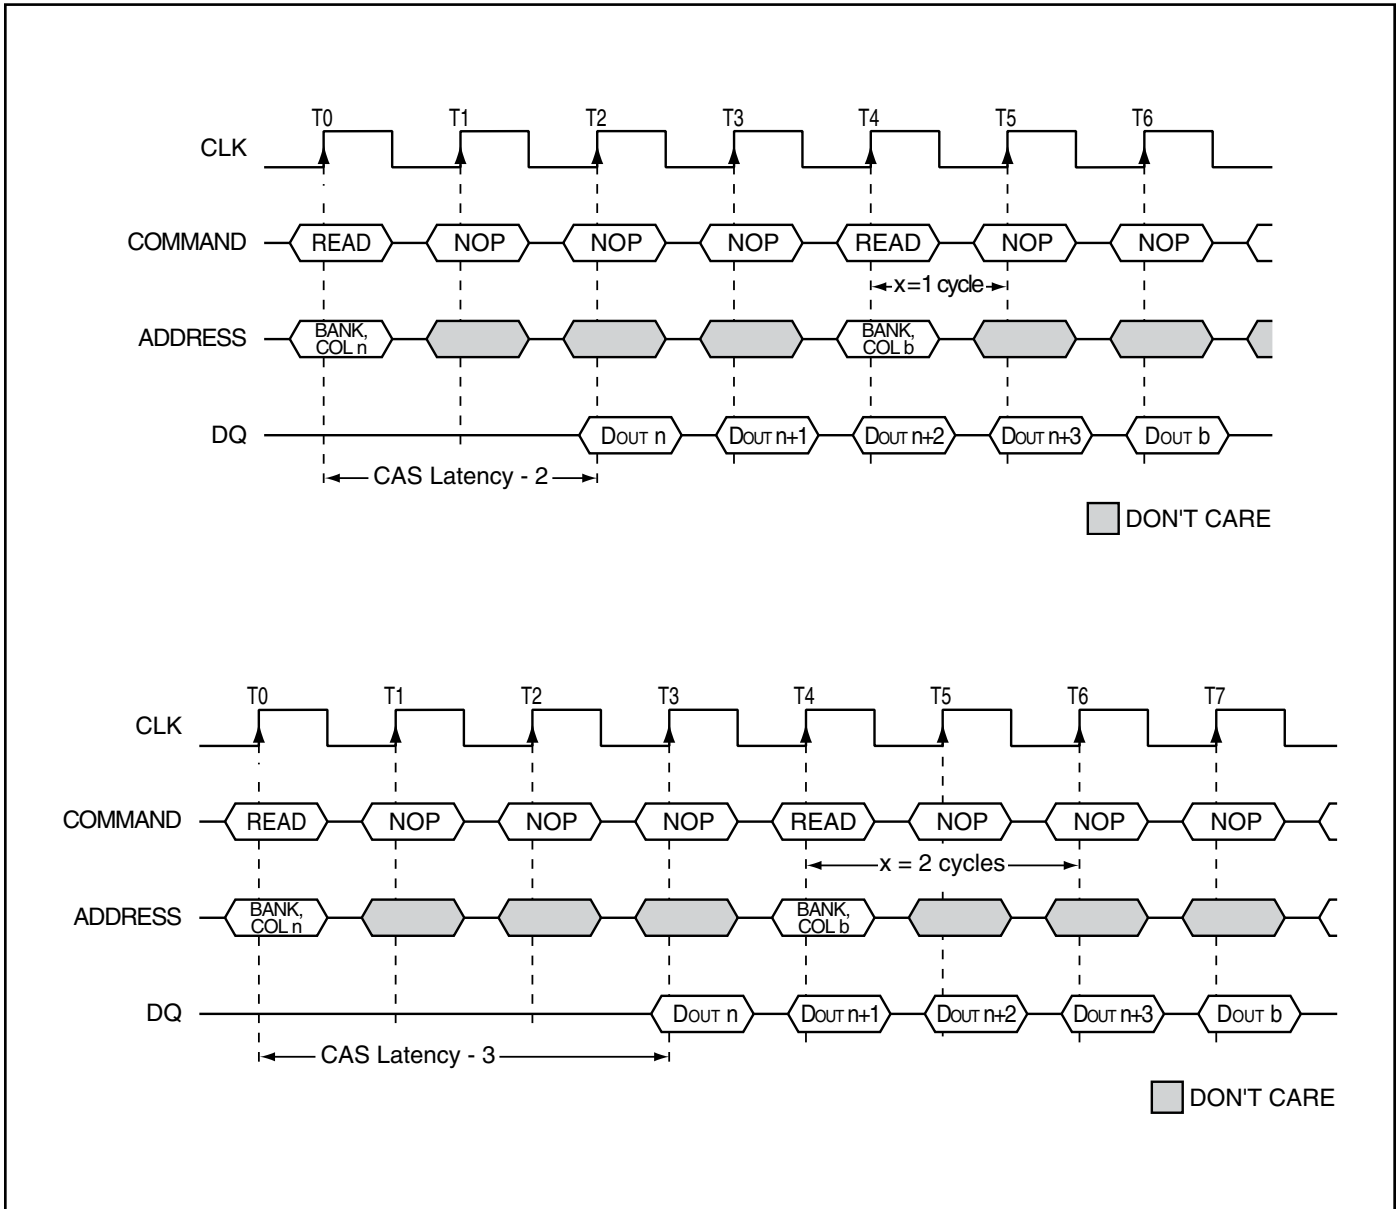 T0 T1 T2 T3 T4 T5 T6
CLK
COMMAND READ NOP NOP NOP READ NOP NOP
x=1 cycle
ADDRESS BANK, COL n BANK, COL b
DQ DOUT n DOUT n+1 DOUT n+2 DOUT n+3 DOUT b
CAS Latency - 2
DON'T CARE
T0 T1 T2 T3 T4 T5 T6 T7
CLK
COMMAND READ NOP NOP NOP READ NOP NOP NOP
x = 2 cycles
ADDRESS BANK, COL n BANK, COL b
DQ DOUT n DOUT n+1 DOUT n+2 DOUT n+3 DOUT b
CAS Latency - 3
DON'T CARE